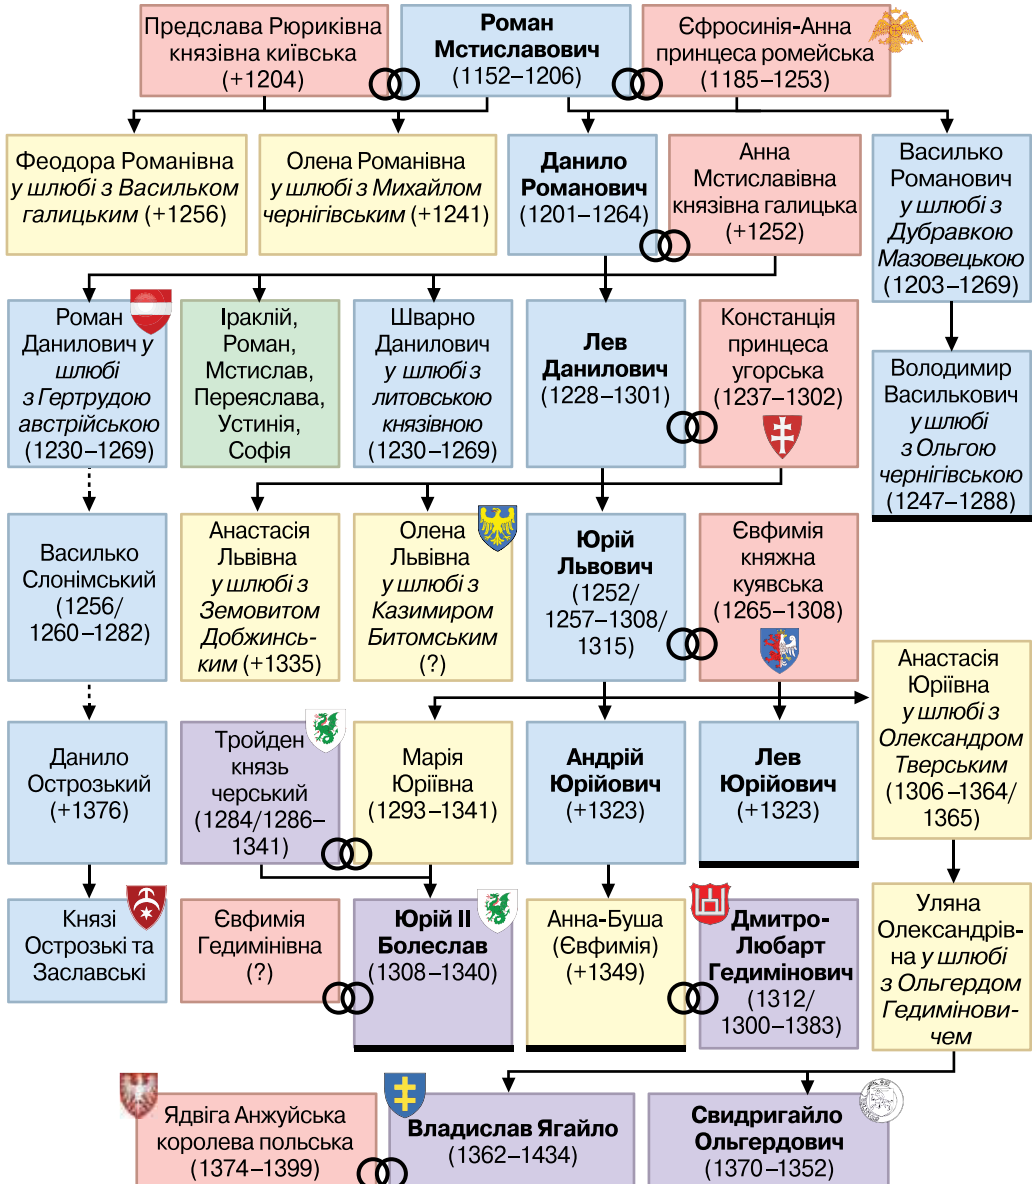 Предслава Рюриківна
князівна київська
(+1204)
Роман
Мстиславович
(1152–1206)
Єфросинія-Анна
принцеса ромейська
(1185–1253)
Феодора Романівна
у шлюбі з Васильком
галицьким (+1256)
Олена Романівна
у шлюбі з Михайлом
чернігівським (+1241)
Данило
Романович
(1201–1264)
Анна
Мстиславівна
князівна галицька
(+1252)
Василько
Романович
у шлюбі з
Дубравкою
Мазовецькою
(1203–1269)
Роман
Данилович у
шлюбі
з Гертрудою
австрійською
(1230–1269)
Іраклій,
Роман,
Мстислав,
Переяслава,
Устинія,
Софія
Шварно
Данилович
у шлюбі з
литовською
князівною
(1230–1269)
Лев
Данилович
(1228–1301)
Констанція
принцеса
угорська
(1237–1302)
Володимир
Василькович
у шлюбі
з Ольгою
чернігівською
(1247–1288)
Василько
Слонімський
(1256/
1260–1282)
Анастасія
Львівна
у шлюбі з
Земовитом
Добжинсь-
ким (+1335)
Олена
Львівна
у шлюбі з
Казимиром
Битомським
(?)
Юрій
Львович
(1252/
1257–1308/
1315)
Євфимія
княжна
куявська
(1265–1308)
Анастасія
Юріївна
у шлюбі з
Олександром
Тверським
(1306–1364/
1365)
Данило
Острозький
(+1376)
Тройден
князь
черський
(1284/1286–
1341)
Марія
Юріївна
(1293–1341)
Андрій
Юрійович
(+1323)
Лев
Юрійович
(+1323)
Князі
Острозькі та
Заславські
Євфимія
Гедимінівна
(?)
Юрій ІІ
Болеслав
(1308–1340)
Анна-Буша
(Євфимія)
(+1349)
Дмитро-
Любарт
Гедимінович
(1312/
1300–1383)
Уляна
Олександрів-
на у шлюбі
з Ольгердом
Гедимінови-
чем
Ядвіга Анжуйська
королева польська
(1374–1399)
Владислав Ягайло
(1362–1434)
Свидригайло
Ольгердович
(1370–1352)